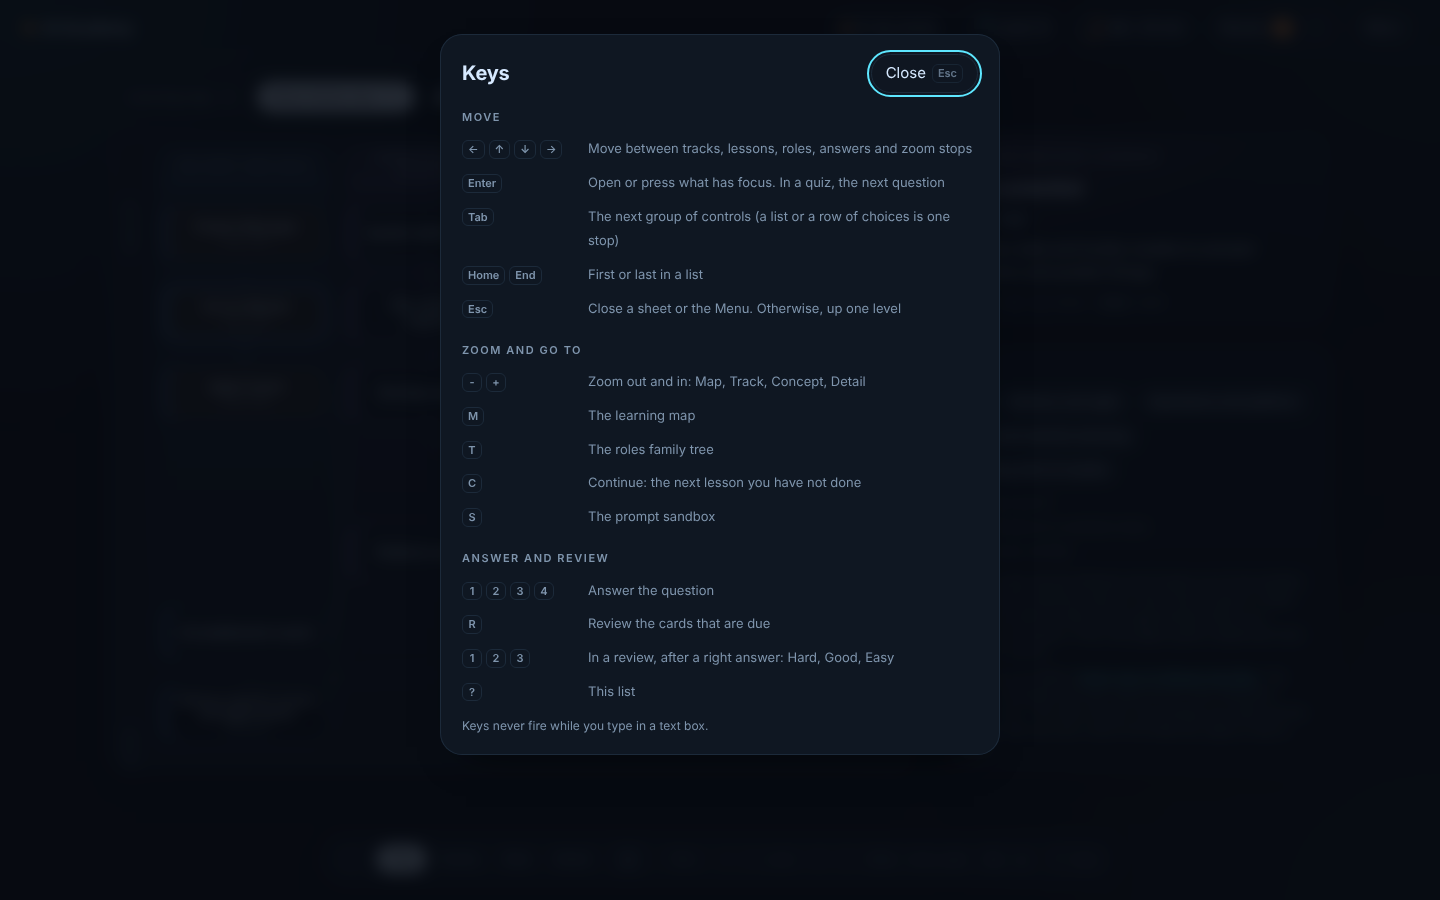 Keys
Close Esc
MOVE
← ↑ ↓ → Move between tracks, lessons, roles, answers and zoom stops
Enter Open or press what has focus. In a quiz, the next question
Tab The next group of controls (a list or a row of choices is one
stop)
Home End First or last in a list
Esc Close a sheet or the Menu. Otherwise, up one level
ZOOM AND GO TO
- + Zoom out and in: Map, Track, Concept, Detail
M The learning map
T The roles family tree
C Continue: the next lesson you have not done
S The prompt sandbox
ANSWER AND REVIEW
1 2 3 4 Answer the question
R Review the cards that are due
1 2 3 In a review, after a right answer: Hard, Good, Easy
? This list
Keys never fire while you type in a text box.